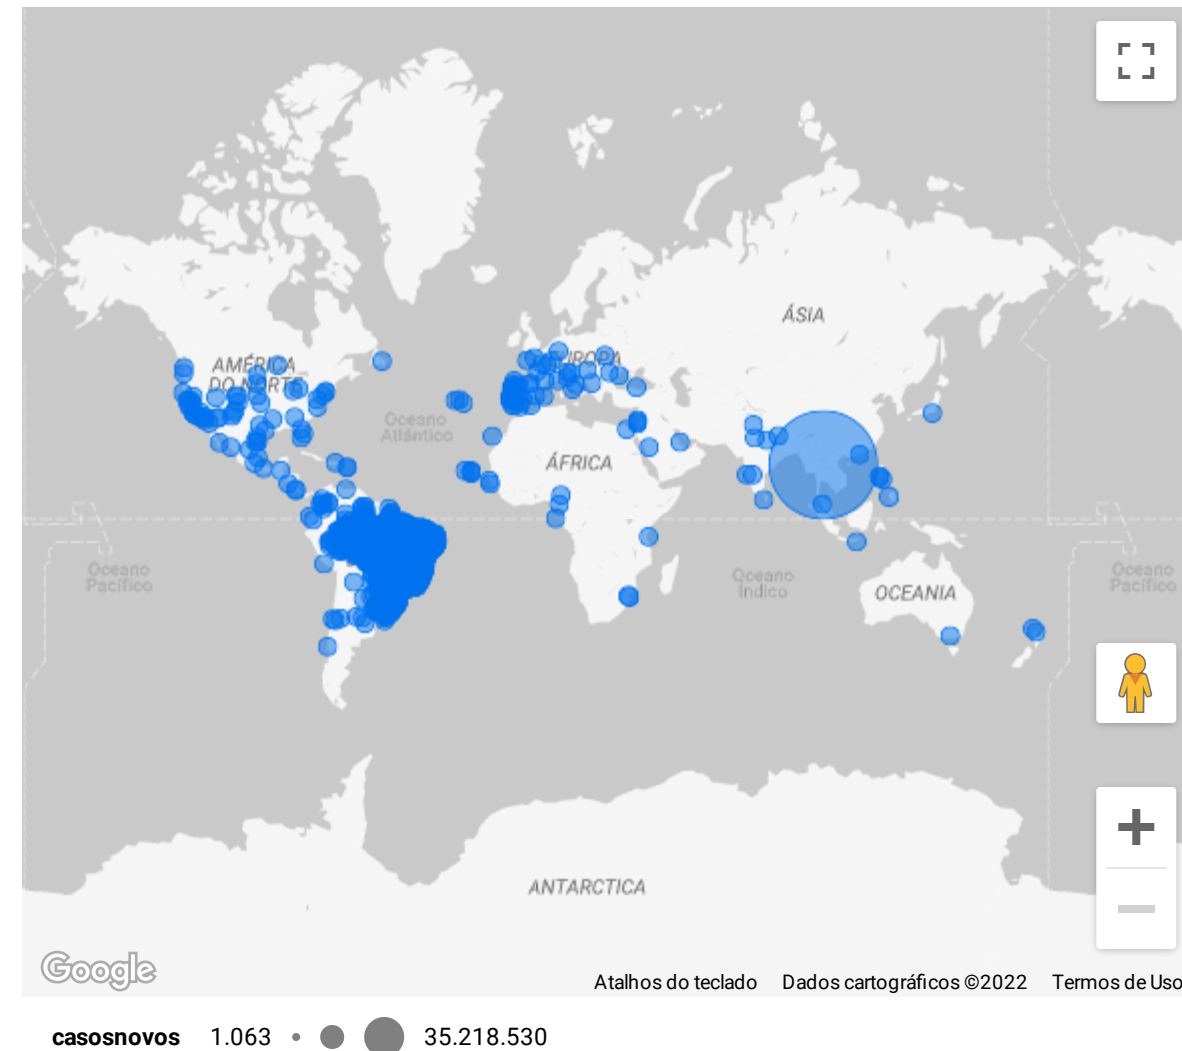 ÁSIA
AMÉRICA
DO NORTE
EUROPA
Oceano
Atlântico
ÁFRICA
Oceano
Pacífico
Oceano
Índico
OCEANIA
Oceano
Pacífico
ANTARCTICA
Google
Atalhos do teclado Dados cartográficos ©2022 Termos de Uso
casosnovos 1.063 35.218.530